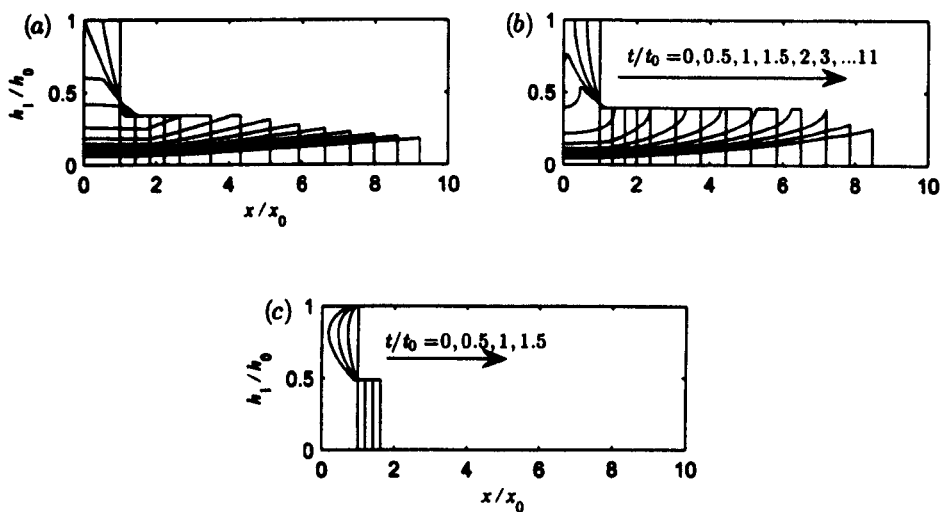 (a)
1
0.5
0
h₁/h₀
0 2 4 6 8 10
x/x₀
(b)
1
0.5
0
t/t₀ = 0, 0.5, 1, 1.5, 2, 3, ...11
0 2 4 6 8 10
(c)
1
0.5
0
h₁/h₀
t/t₀ = 0, 0.5, 1, 1.5
0 2 4 6 8 10
x/x₀